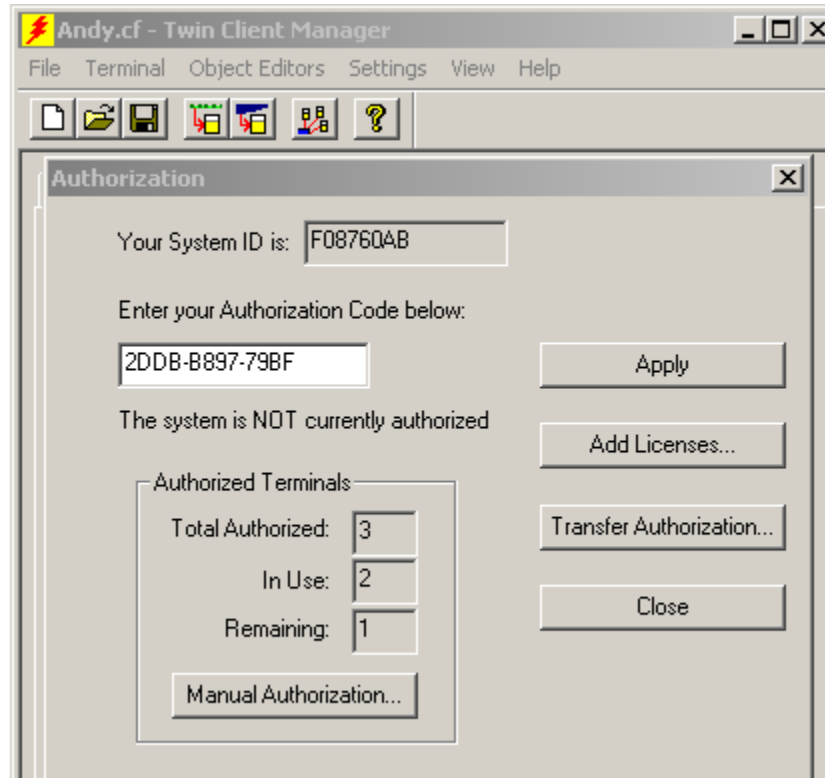 Andy.cf - Twin Client Manager
File Terminal Object Editors Settings View Help
Authorization
Your System ID is: F08760AB
Enter your Authorization Code below:
2DDB-B897-79BF
Apply
The system is NOT currently authorized
Add Licenses...
Authorized Terminals
Total Authorized: 3
Transfer Authorization...
In Use: 2
Close
Remaining: 1
Manual Authorization...